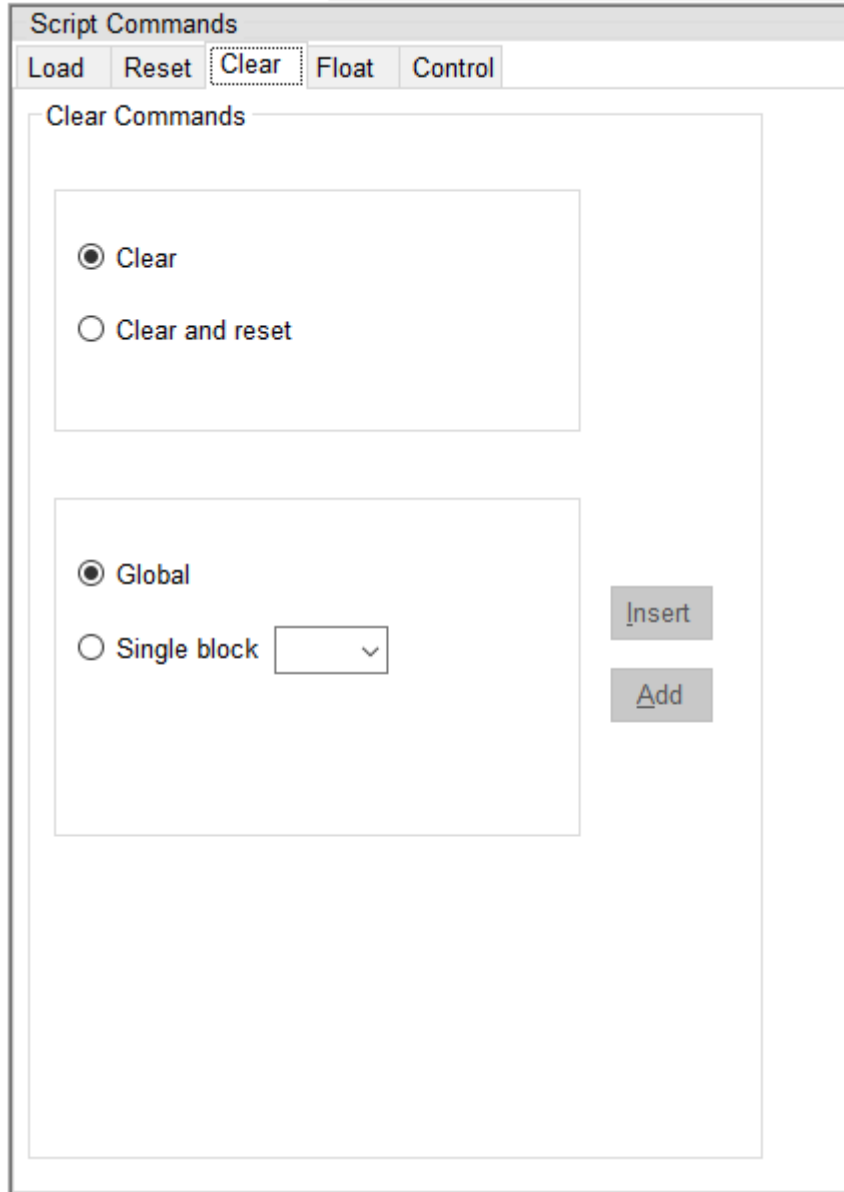 Script Commands
Load Reset Clear Float Control
Clear Commands
Clear
Clear and reset
Global
Single block
Insert
Add